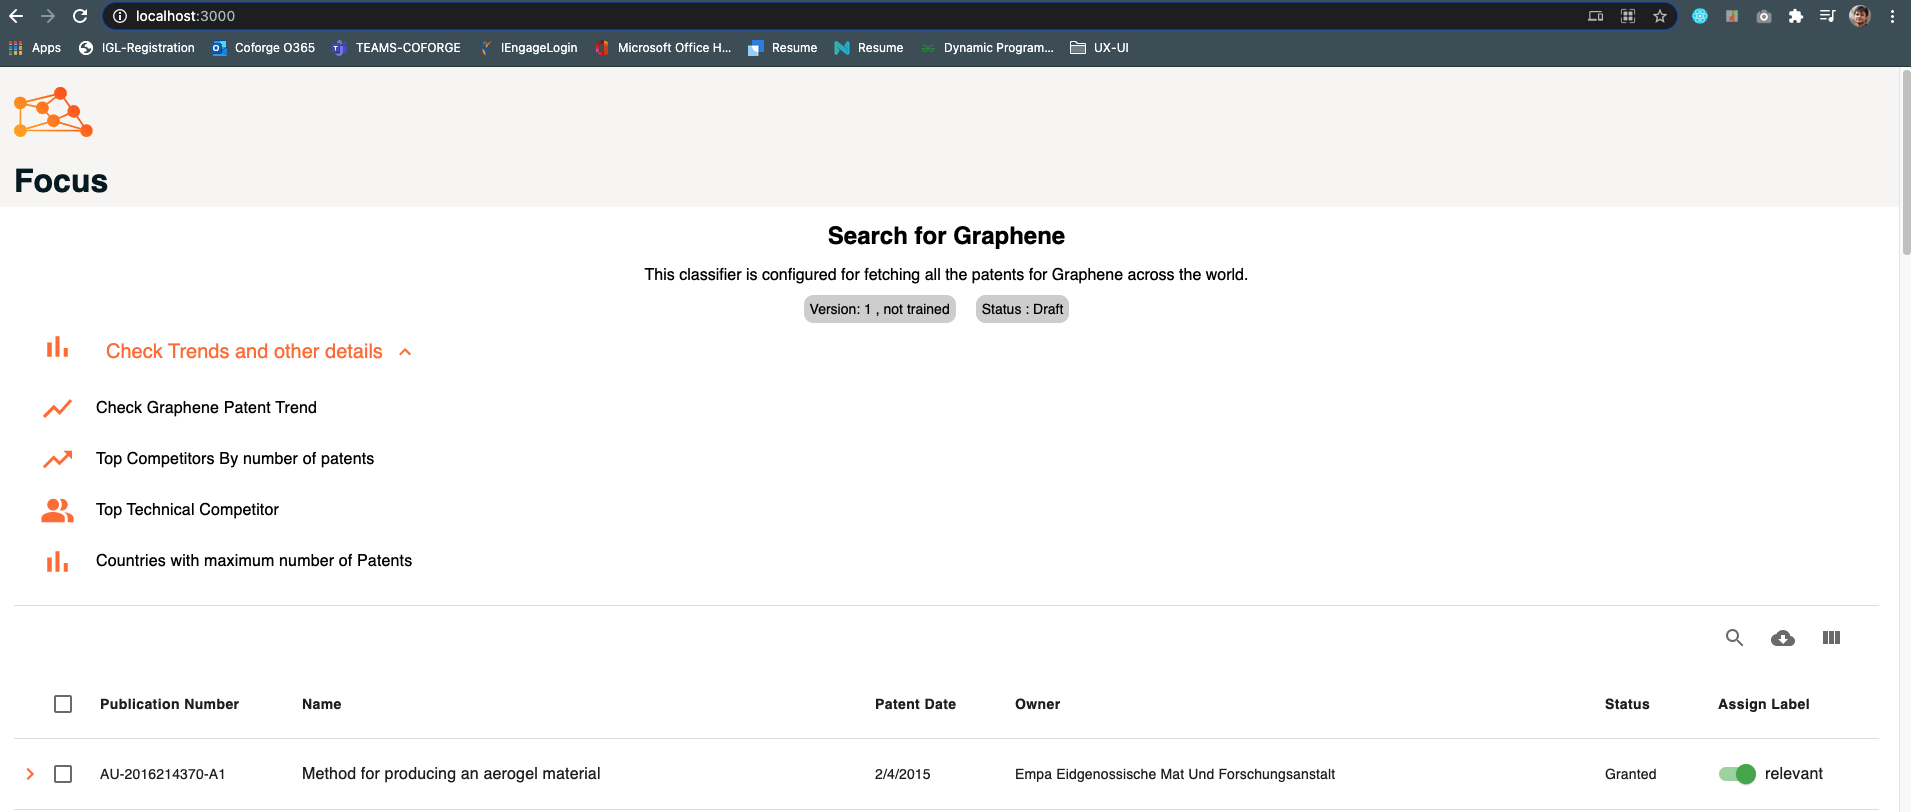 localhost:3000
Apps IGL-Registration Coforge O365 TEAMS-COFORGE IEngageLogin Microsoft Office H... Resume Resume Dynamic Program... UX-UI
Focus
Search for Graphene
This classifier is configured for fetching all the patents for Graphene across the world.
Version: 1 , not trained Status : Draft
Check Trends and other details
Check Graphene Patent Trend
Top Competitors By number of patents
Top Technical Competitor
Countries with maximum number of Patents
Publication Number Name Patent Date Owner Status Assign Label
AU-2016214370-A1 Method for producing an aerogel material 2/4/2015 Empa Eidgenossische Mat Und Forschungsanstalt Granted relevant